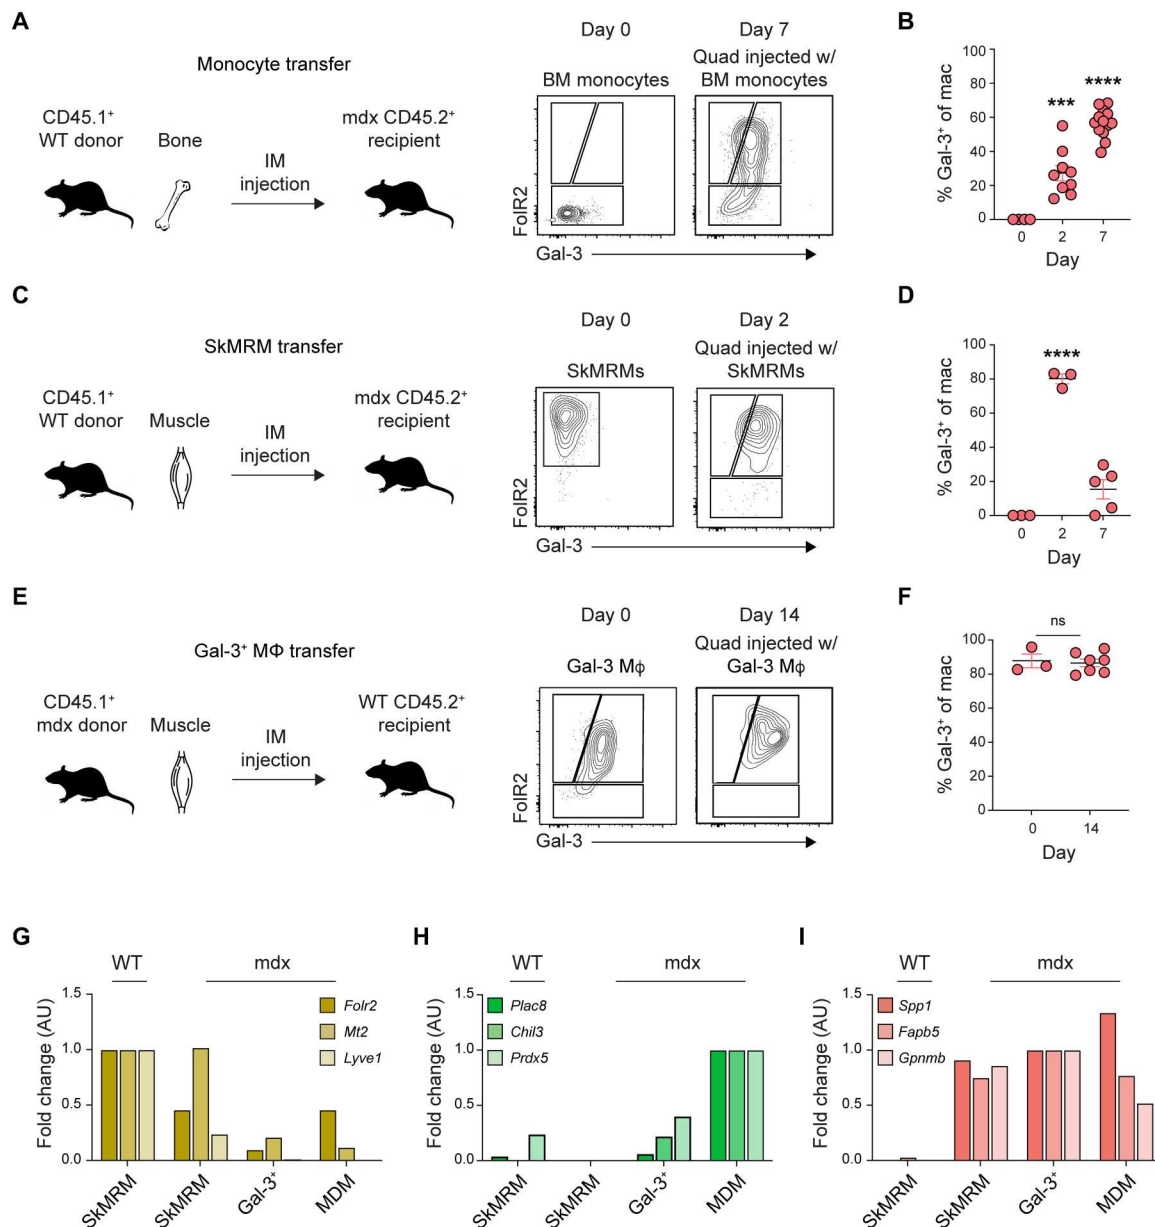 A
Monocyte transfer
CD45.1⁺
WT donor
Bone
IM
injection
mdx CD45.2⁺
recipient
Day 0
BM monocytes
Day 7
Quad injected w/
BM monocytes
FolR2
Gal-3
B
% Gal-3⁺ of mac
100
80
60
40
20
0
***
****
0
2
7
Day
C
SkMRM transfer
CD45.1⁺
WT donor
Muscle
IM
injection
mdx CD45.2⁺
recipient
Day 0
SkMRMs
Day 2
Quad injected w/
SkMRMs
FolR2
Gal-3
D
% Gal-3⁺ of mac
100
80
60
40
20
0
****
0
2
7
Day
E
Gal-3⁺ MΦ transfer
CD45.1⁺
mdx donor
Muscle
IM
injection
WT CD45.2⁺
recipient
Day 0
Gal-3 Mϕ
Day 14
Quad injected w/
Gal-3 Mϕ
FolR2
Gal-3
F
% Gal-3⁺ of mac
100
80
60
40
20
0
ns
0
14
Day
G
WT
mdx
Fold change (AU)
1.5
1.0
0.5
0.0
Folr2
Mt2
Lyve1
SkMRM
SkMRM
Gal-3⁺
MDM
H
WT
mdx
Fold change (AU)
1.5
1.0
0.5
0.0
Plac8
Chil3
Prdx5
SkMRM
SkMRM
Gal-3⁺
MDM
I
WT
mdx
Fold change (AU)
1.5
1.0
0.5
0.0
Spp1
Fabp5
Gpnmb
SkMRM
SkMRM
Gal-3⁺
MDM